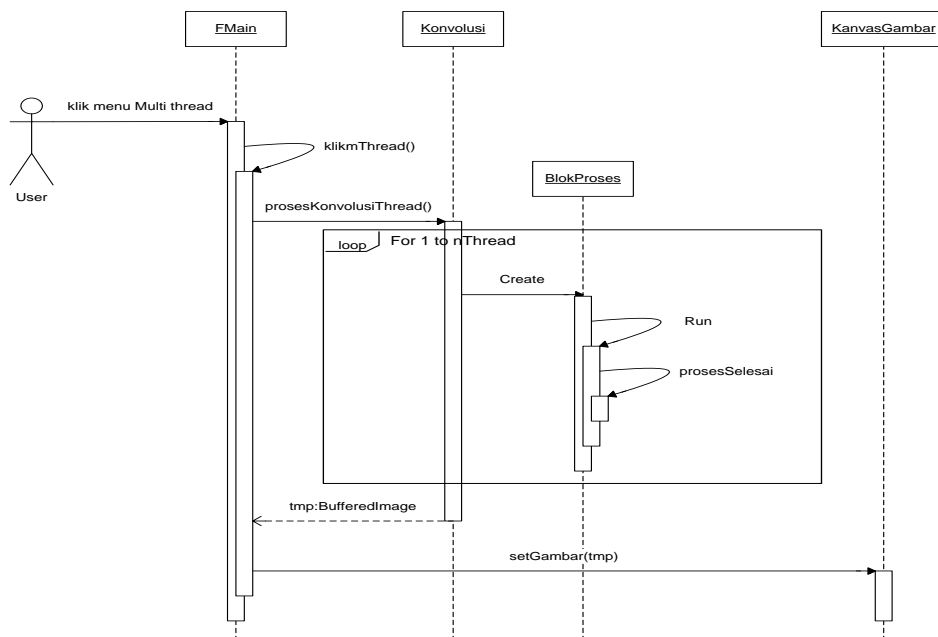 FMain
Konvolusi
KanvasGambar
klik menu Multi thread
klikmThread()
User
BlokProses
prosesKonvolusiThread()
loop
For 1 to nThread
Create
Run
prosesSelesai
tmp:BufferedImage
setGambar(tmp)